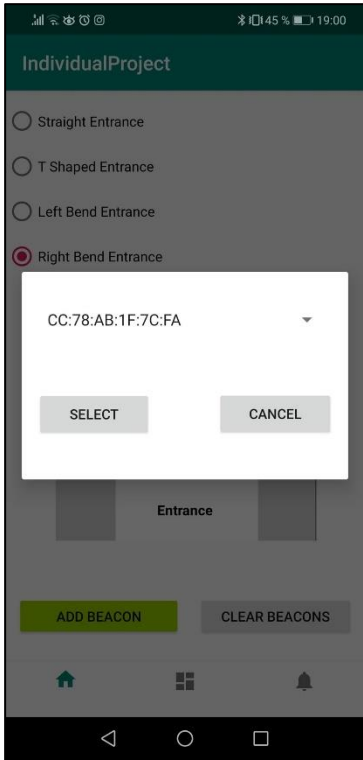 45 % 19:00
IndividualProject
Straight Entrance
T Shaped Entrance
Left Bend Entrance
Right Bend Entrance
CC:78:AB:1F:7C:FA
SELECT CANCEL
Entrance
ADD BEACON CLEAR BEACONS